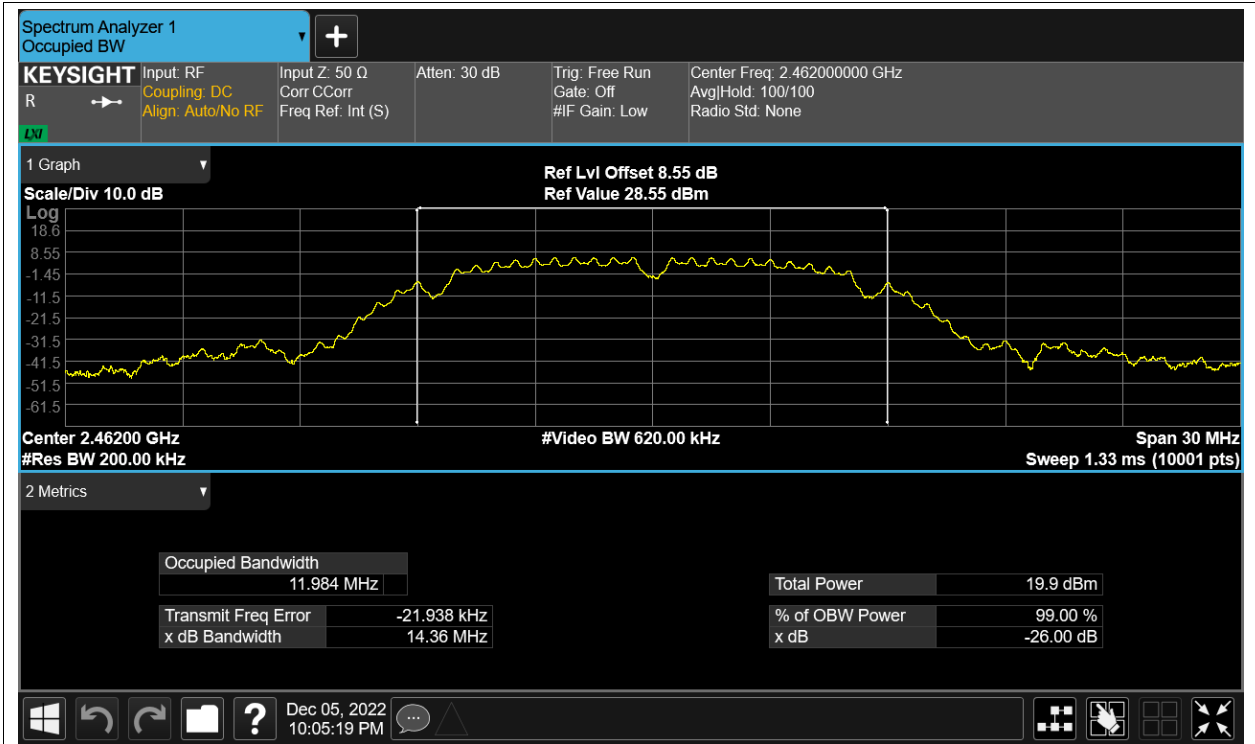 Spectrum Analyzer 1
Occupied BW
KEYSIGHT
R
LXI
Input: RF
Coupling: DC
Align: Auto/No RF
Input Z: 50 Ω
Corr CCorr
Freq Ref: Int (S)
Atten: 30 dB
Trig: Free Run
Gate: Off
#IF Gain: Low
Center Freq: 2.462000000 GHz
Avg|Hold: 100/100
Radio Std: None
1 Graph
Ref Lvl Offset 8.55 dB
Scale/Div 10.0 dB
Ref Value 28.55 dBm
Log
18.6
8.55
-1.45
-11.5
-21.5
-31.5
-41.5
-51.5
-61.5
Center 2.46200 GHz
#Video BW 620.00 kHz
Span 30 MHz
#Res BW 200.00 kHz
Sweep 1.33 ms (10001 pts)
2 Metrics
Occupied Bandwidth
11.984 MHz
Total Power 19.9 dBm
Transmit Freq Error -21.938 kHz
% of OBW Power 99.00 %
x dB Bandwidth 14.36 MHz
x dB -26.00 dB
?
Dec 05, 2022
10:05:19 PM